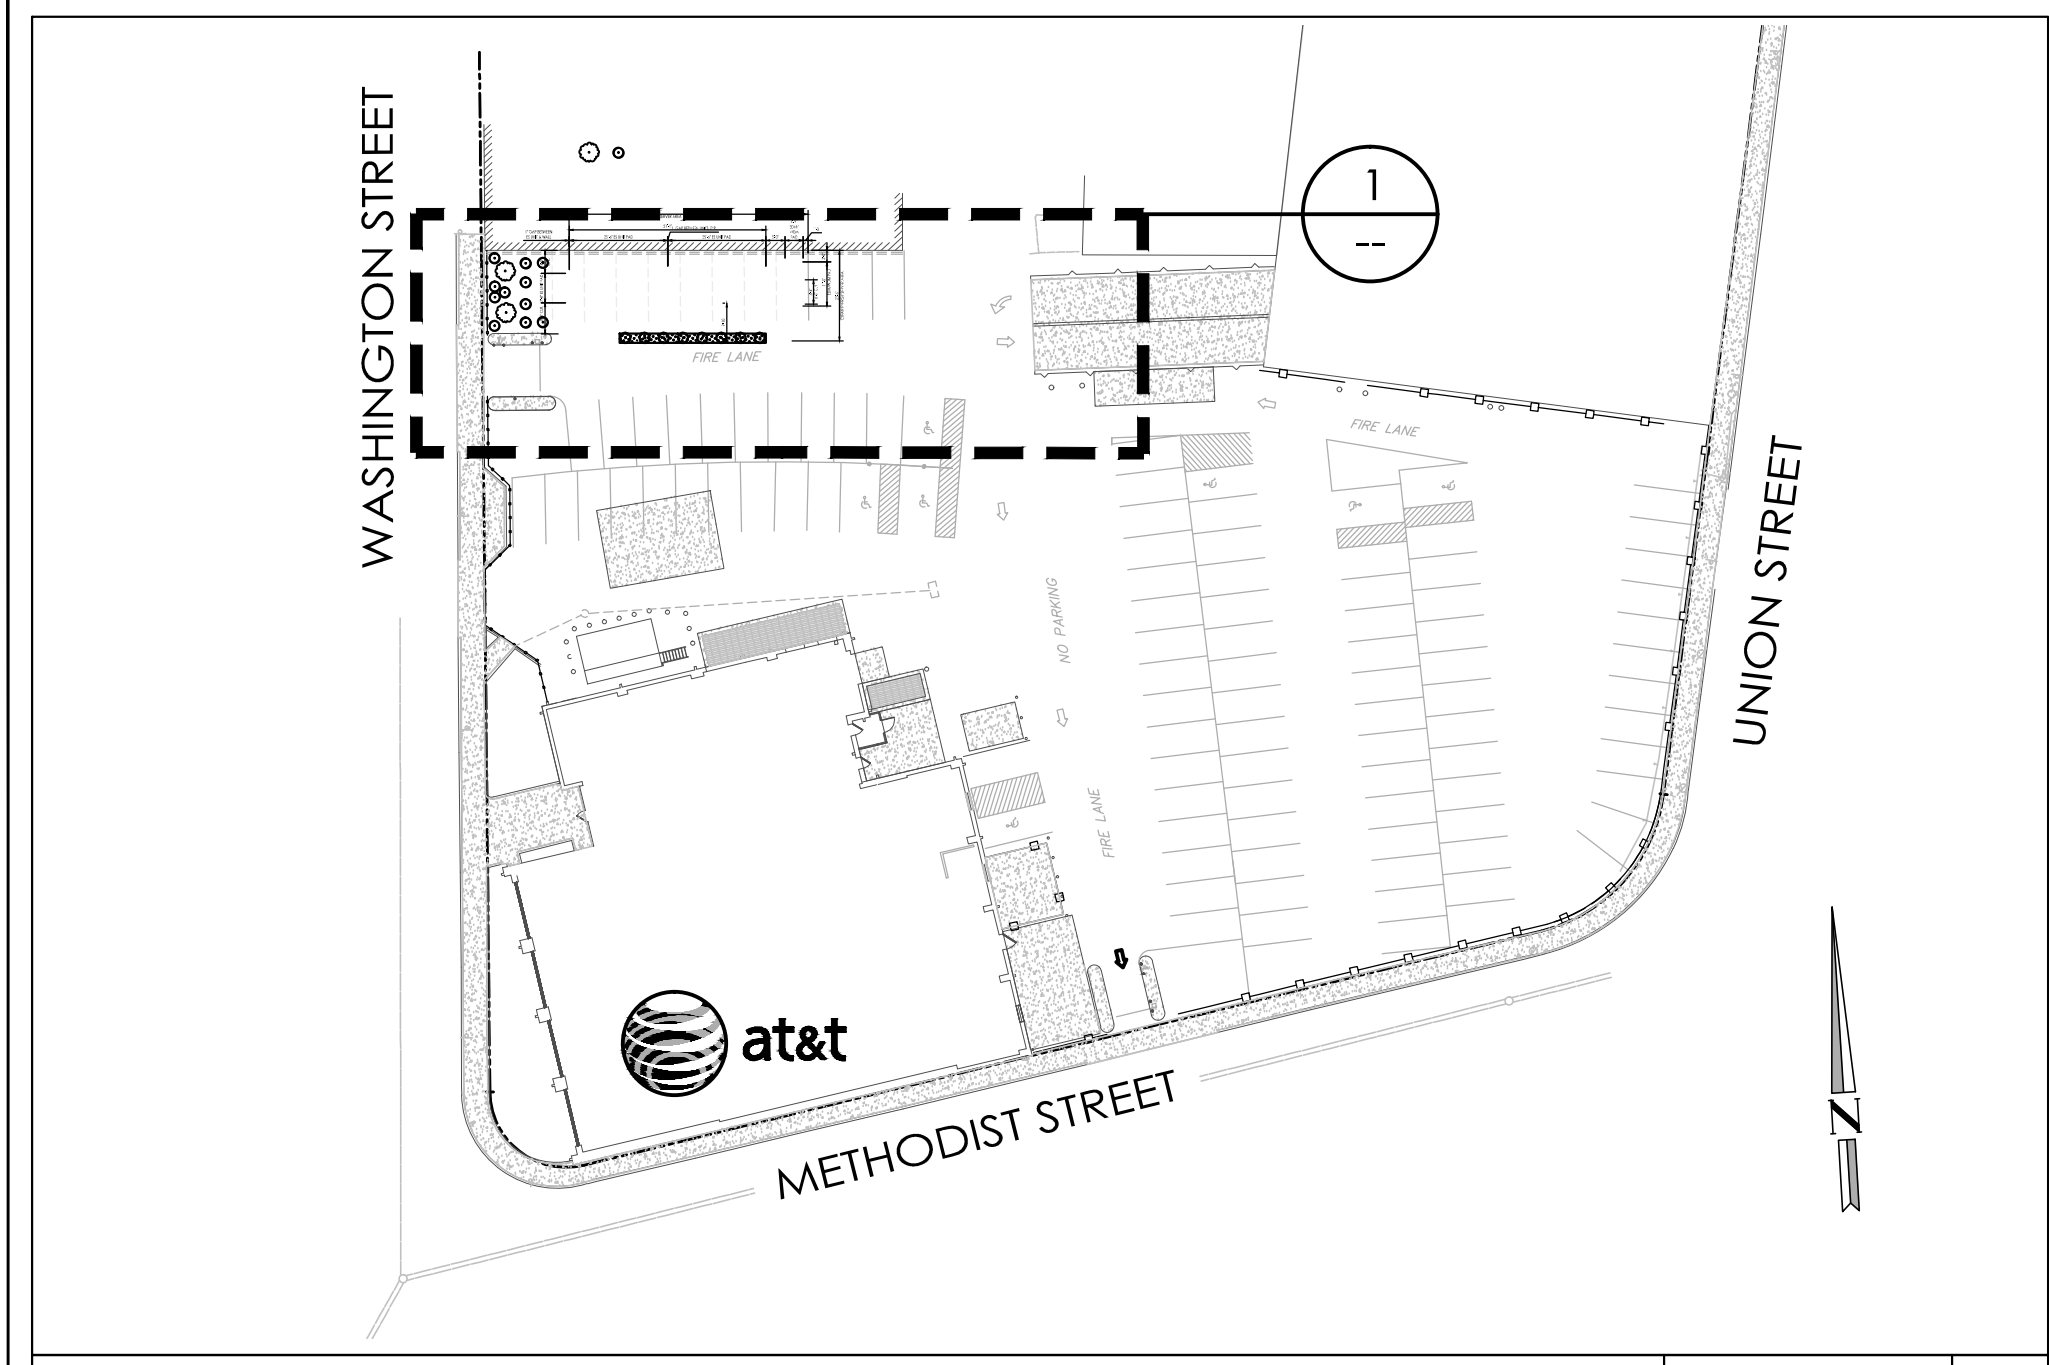 WASHINGTON STREET
1
--
FIRE LANE
FIRE LANE
UNION STREET
NO PARKING
FIRE LANE
at&t
METHODIST STREET
N